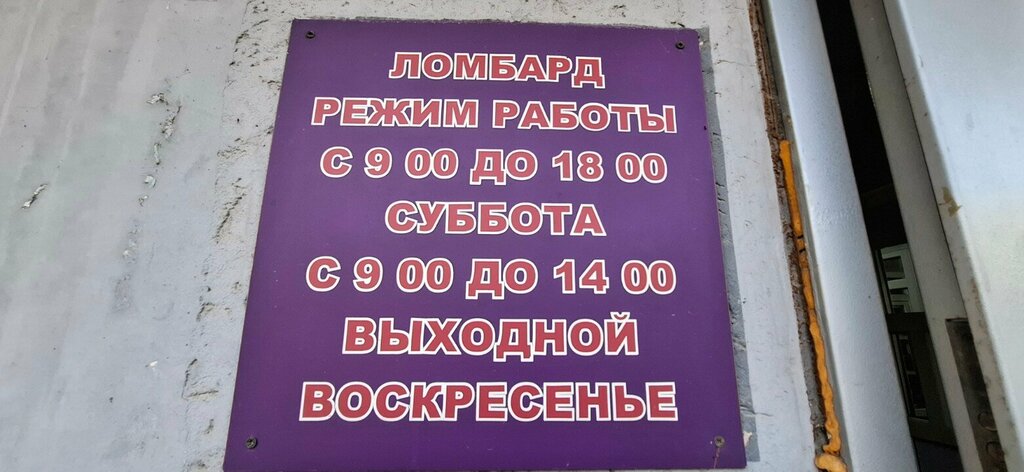 ЛОМБАРД
РЕЖИМ РАБОТЫ
С 9 00 ДО 18 00
СУББОТА
С 9 00 ДО 14 00
ВЫХОДНОЙ
ВОСКРЕСЕНЬЕ